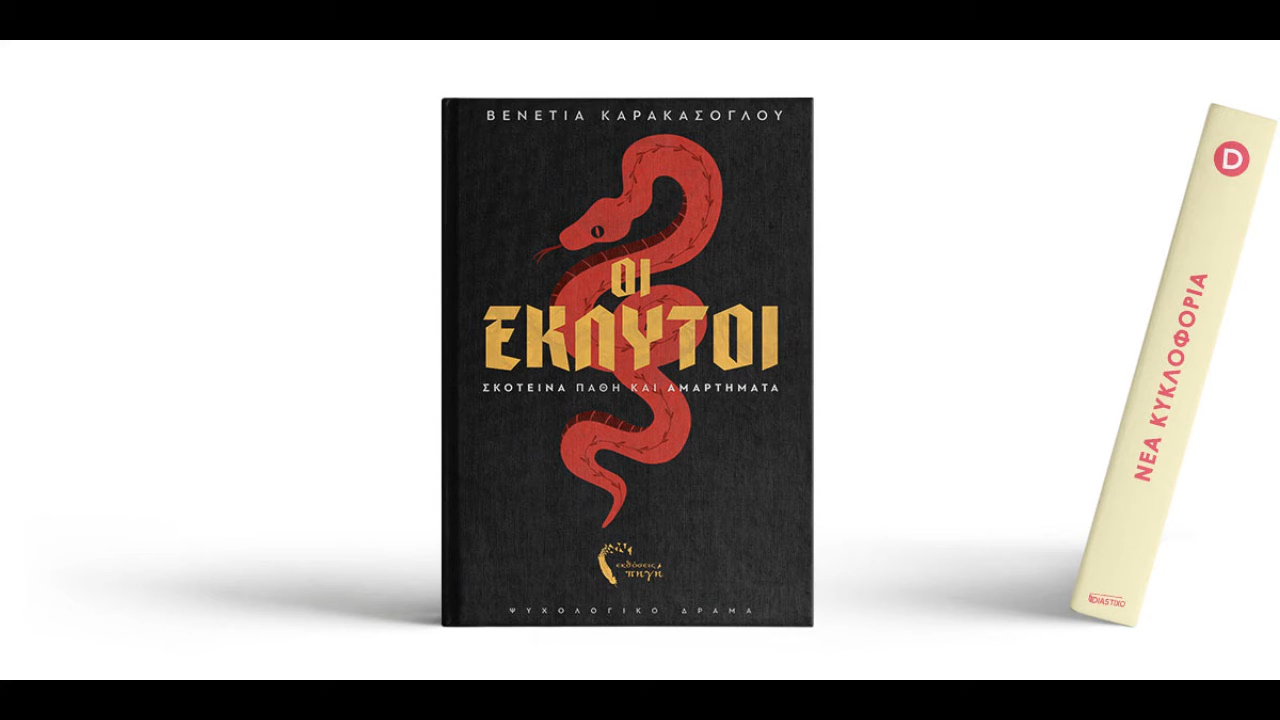 ΒΕΝΕΤΙΑ ΚΑΡΑΚΑΣΟΓΛΟΥ
ΟΙ
ΕΚΛΥΤΟΙ
ΣΚΟΤΕΙΝΑ ΠΑΘΗ ΚΑΙ ΑΜΑΡΤΗΜΑΤΑ
εκδόσεις
πηγή
ΨΥΧΟΛΟΓΙΚΟ ΔΡΑΜΑ
D
ΝΕΑ ΚΥΚΛΟΦΟΡΙΑ
DIASTIXO